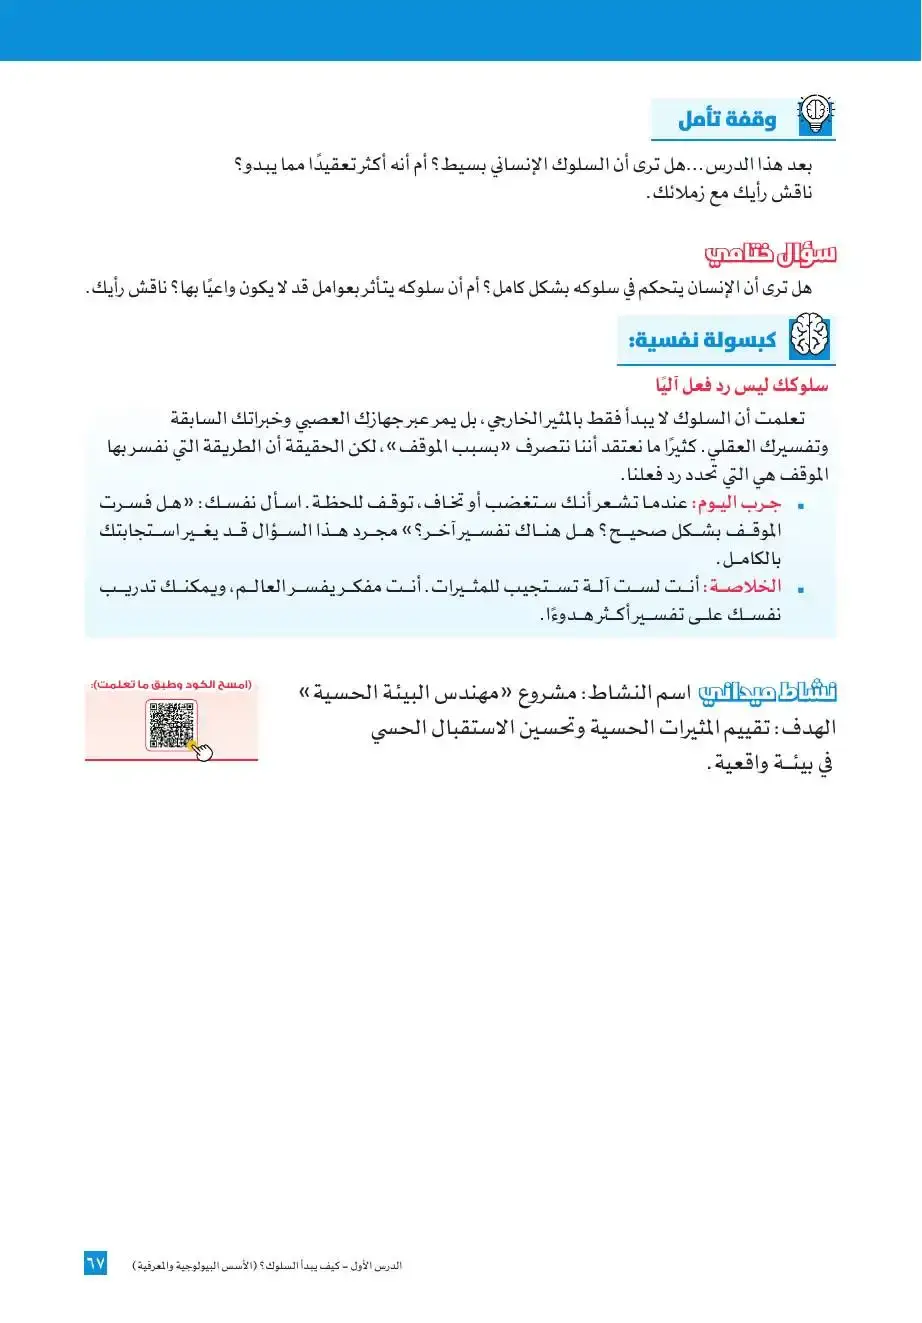 وقفة تأمل
بعد هذا الدرس...هل ترى أن السلوك الإنساني بسيط؟ أم أنه أكثر تعقيدًا مما يبدو؟
ناقش رأيك مع زملائك.
سؤال ختامي
هل ترى أن الإنسان يتحكم في سلوكه بشكل كامل؟ أم أن سلوكه يتأثر بعوامل قد لا يكون واعيًا بها؟ ناقش رأيك.
كبسولة نفسية:
سلوكك ليس رد فعل آليًا
تعلمت أن السلوك لا يبدأ فقط بالمثير الخارجي، بل يمر عبر جهازك العصبي وخبراتك السابقة
وتفسيرك العقلي. كثيرًا ما نعتقد أننا نتصرف «بسبب الموقف»، لكن الحقيقة أن الطريقة التي نفسر بها
الموقف هي التي تحدد رد فعلنا.
▪ جرب اليوم: عندما تشعر أنك ستغضب أو تخاف، توقف للحظة. اسأل نفسك: «هل فسرت
الموقف بشكل صحيح؟ هل هناك تفسير آخر؟» مجرد هذا السؤال قد يغير استجابتك
بالكامل.
▪ الخلاصة: أنت لست آلة تستجيب للمثيرات. أنت مفكر يفسر العالم، ويمكنك تدريب
نفسك على تفسير أكثر هدوءًا.
نشاط ميداني اسم النشاط: مشروع «مهندس البيئة الحسية»
الهدف: تقييم المثيرات الحسية وتحسين الاستقبال الحسي
في بيئة واقعية.
(امسح الكود وطبق ما تعلمت):
الدرس الأول – كيف يبدأ السلوك؟ (الأسس البيولوجية والمعرفية)
٦٧